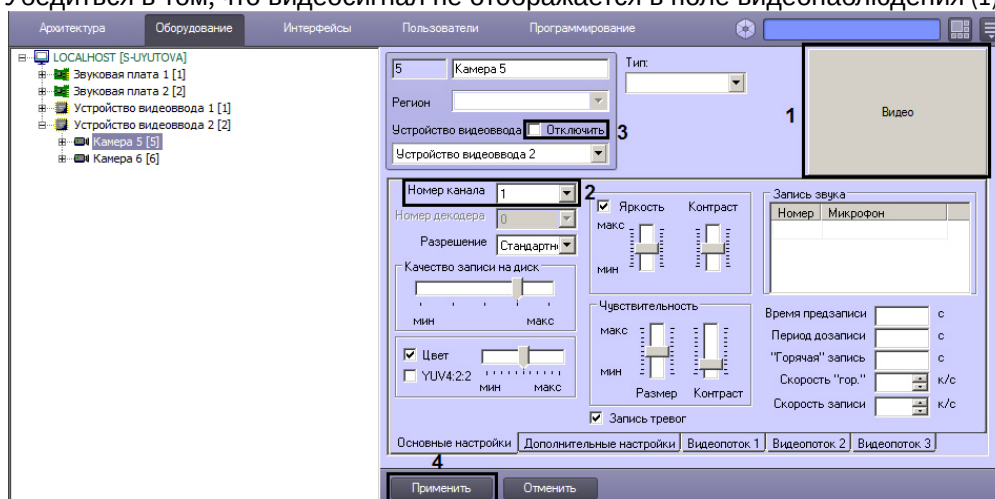 Убедиться в том, что видеосигнал не отображается в поле видеонаблюдения (1)
Архитектура Оборудование Интерфейсы Пользователи Программирование
LOCALHOST [S-UYUTOVA]
Звуковая плата 1 [1]
Звуковая плата 2 [2]
Устройство видеоввода 1 [1]
Устройство видеоввода 2 [2]
Камера 5 [5]
Камера 6 [6]
5 Камера 5
Тип:
Регион
Устройство видеоввода Отключить 3
Устройство видеоввода 2
1 Видео
Номер канала 1 2
Номер декодера 0
Разрешение Стандартн
Качество записи на диск
мин макс
Цвет
YUV4:2:2
мин макс
Яркость Контраст
макс
мин
Чувствительность
макс
мин
Размер Контраст
Запись тревог
Запись звука
Номер Микрофон
Время предзаписи с
Период дозаписи с
"Горячая" запись с
Скорость "гор." к/с
Скорость записи к/с
Основные настройки Дополнительные настройки Видеопоток 1 Видеопоток 2 Видеопоток 3
4
Применить Отменить